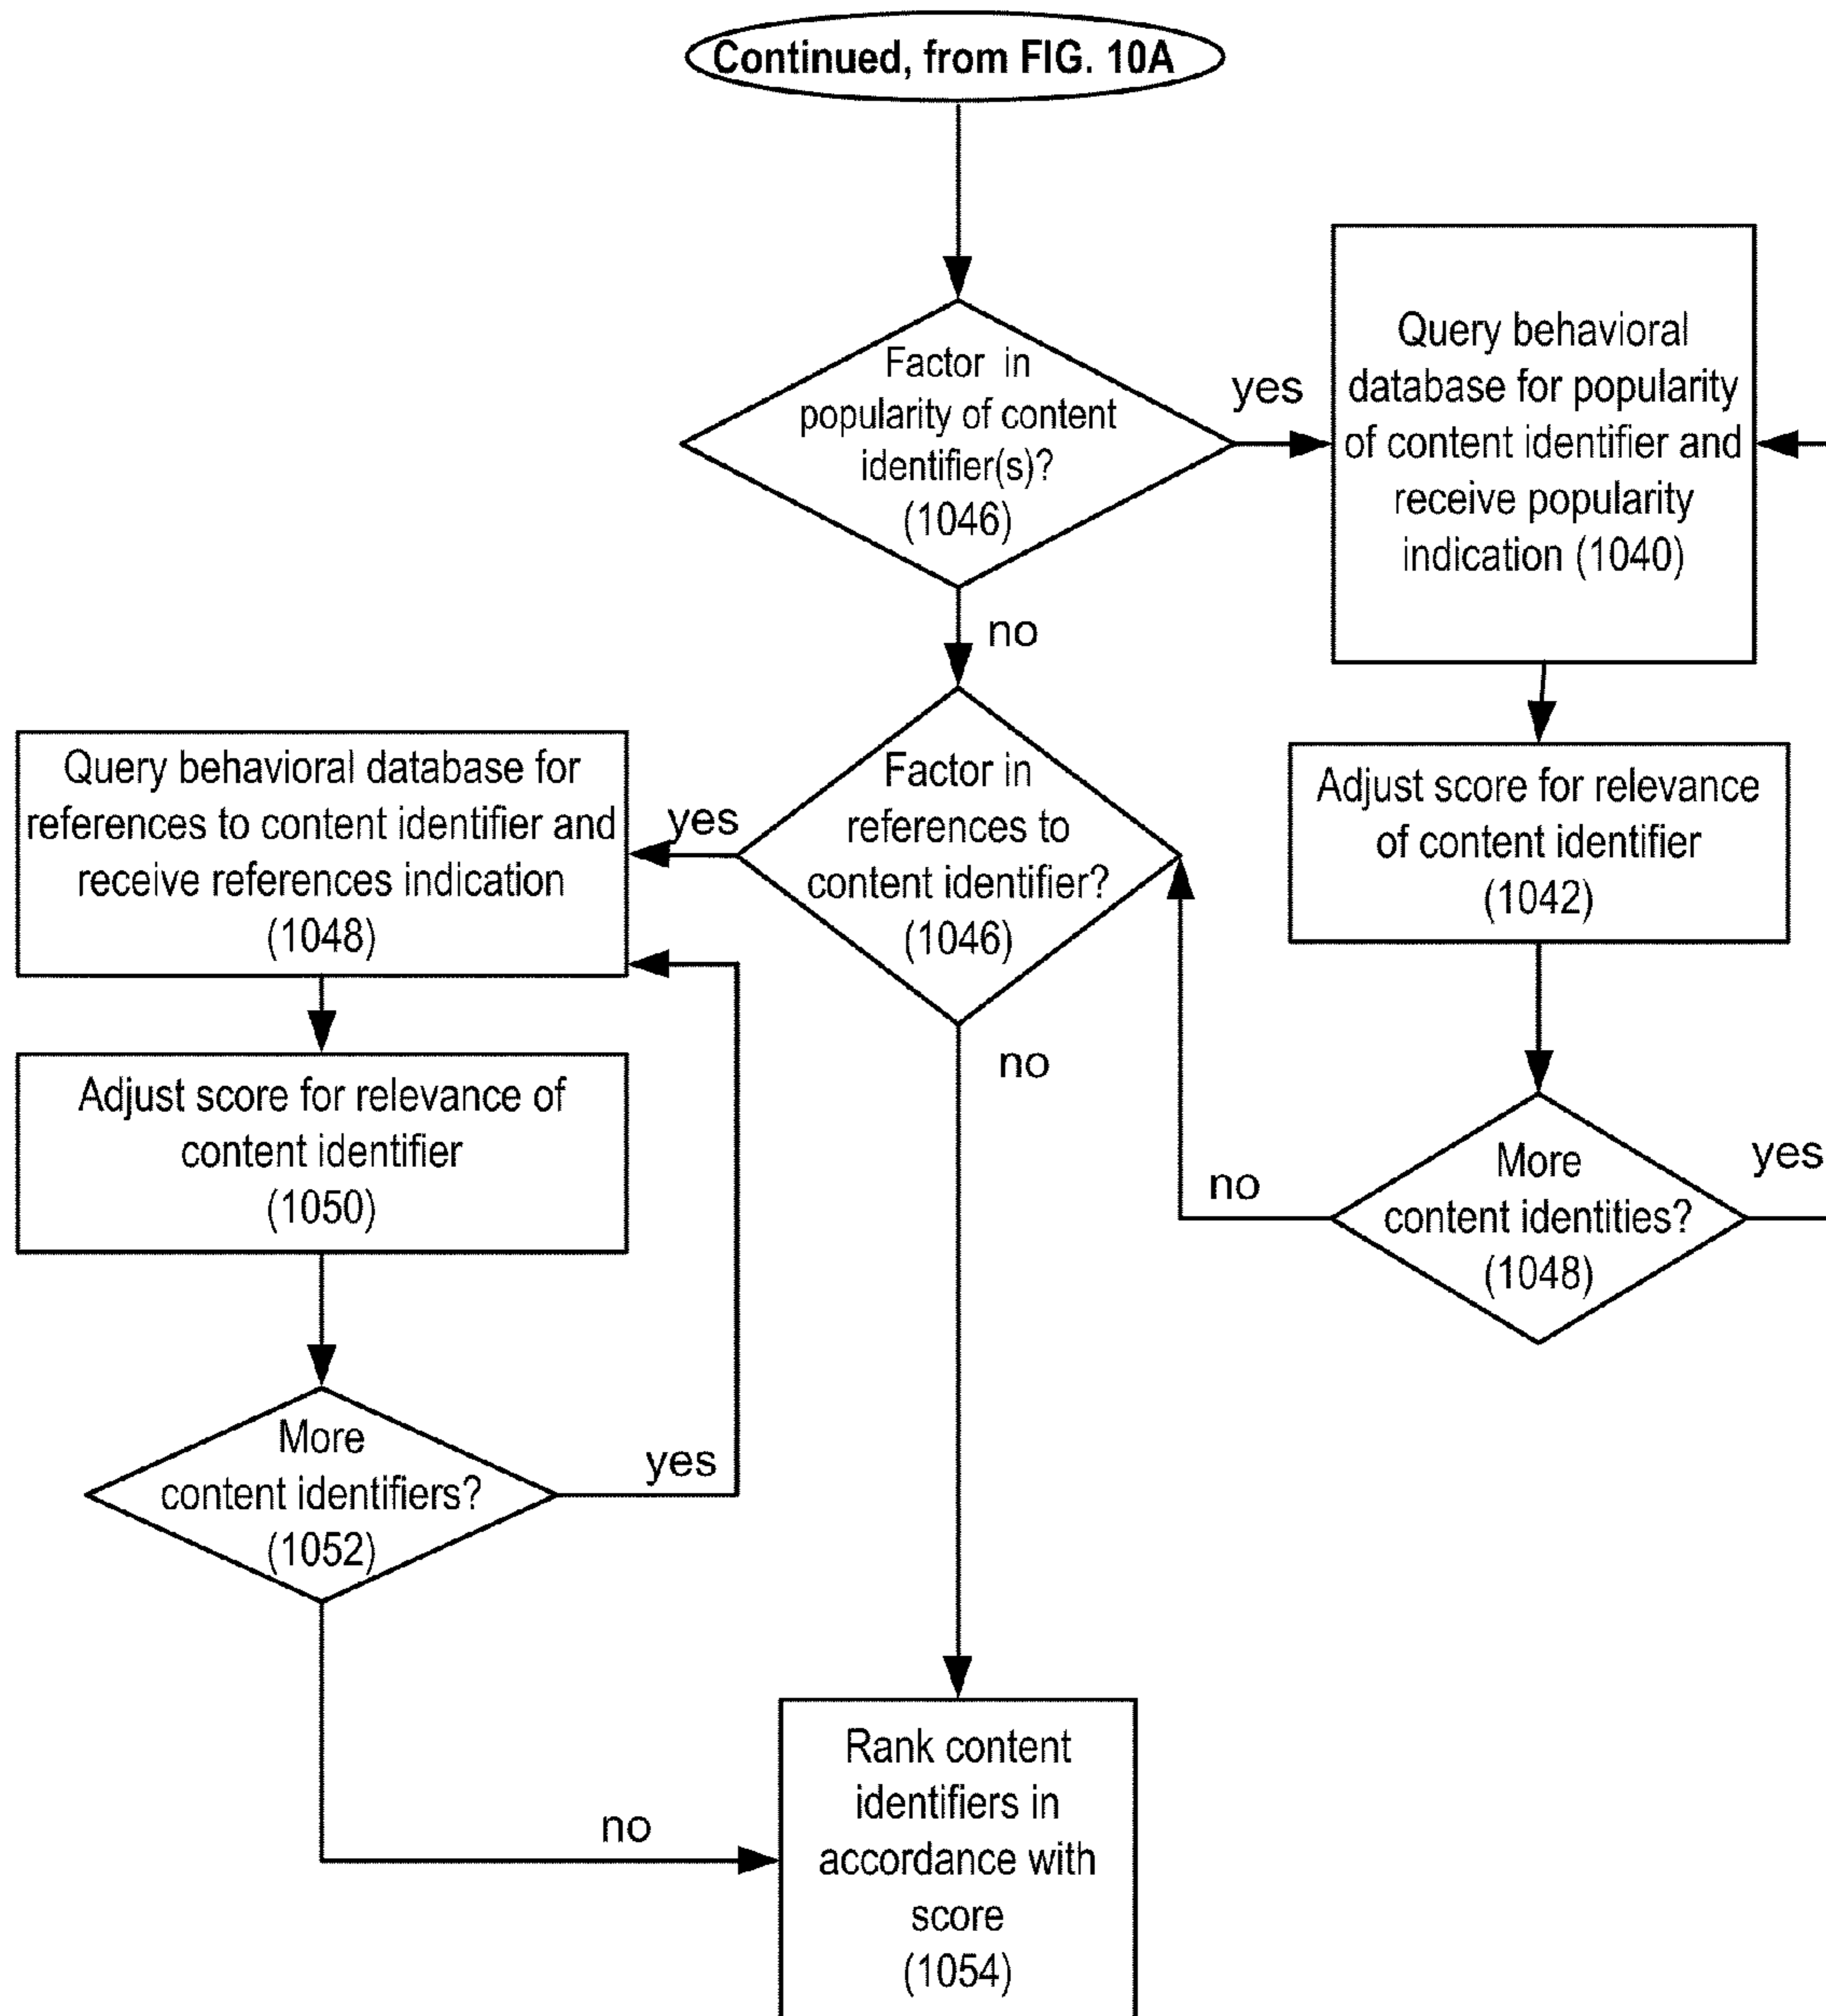 Continued, from FIG. 10A
Factor in
popularity of content
identifier(s)?
(1046)
yes
Query behavioral
database for popularity
of content identifier and
receive popularity
indication (1040)
no
Query behavioral database for
references to content identifier and
receive references indication
(1048)
yes
Factor in
references to
content identifier?
(1046)
Adjust score for relevance
of content identifier
(1042)
no
Adjust score for relevance of
content identifier
(1050)
no
More
content identities?
(1048)
yes
More
content identifiers?
(1052)
yes
no
Rank content
identifiers in
accordance with
score
(1054)